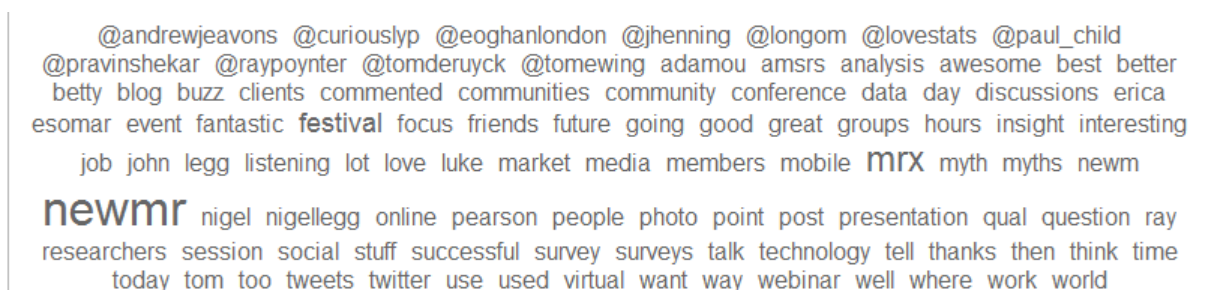 @andrewjeavons @curiouslyp @eoghanlondon @jhenning @longom @lovestats @paul_child
@pravinshekar @raypoynter @tomderuyck @tomewing adamou amsrs analysis awesome best better
betty blog buzz clients commented communities community conference data day discussions erica
esomar event fantastic festival focus friends future going good great groups hours insight interesting
job john legg listening lot love luke market media members mobile mrx myth myths newm
newmr nigel nigellegg online pearson people photo point post presentation qual question ray
researchers session social stuff successful survey surveys talk technology tell thanks then think time
today tom too tweets twitter use used virtual want way webinar well where work world